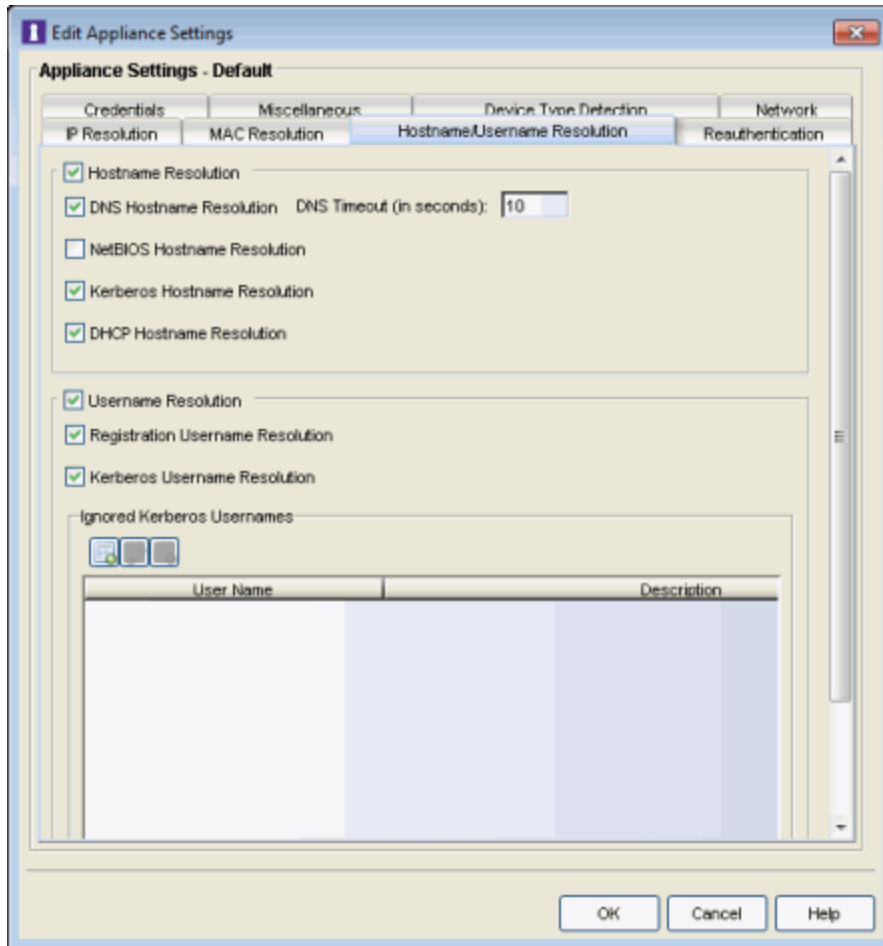 Edit Appliance Settings
Appliance Settings - Default
Credentials Miscellaneous Device Type Detection Network
IP Resolution MAC Resolution Hostname/Username Resolution Reauthentication
Hostname Resolution
DNS Hostname Resolution DNS Timeout (in seconds): 10
NetBIOS Hostname Resolution
Kerberos Hostname Resolution
DHCP Hostname Resolution
Username Resolution
Registration Username Resolution
Kerberos Username Resolution
Ignored Kerberos Usernames
User Name Description
OK Cancel Help